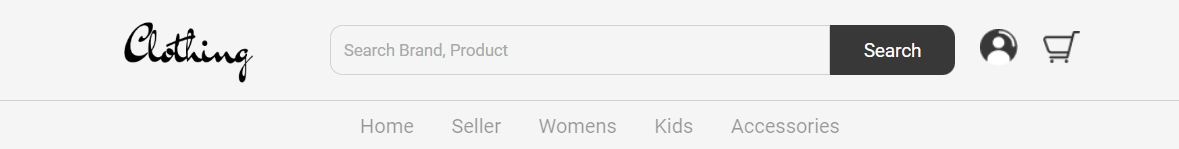 Clothing
Search Brand, Product
Search
Home Seller Womens Kids Accessories